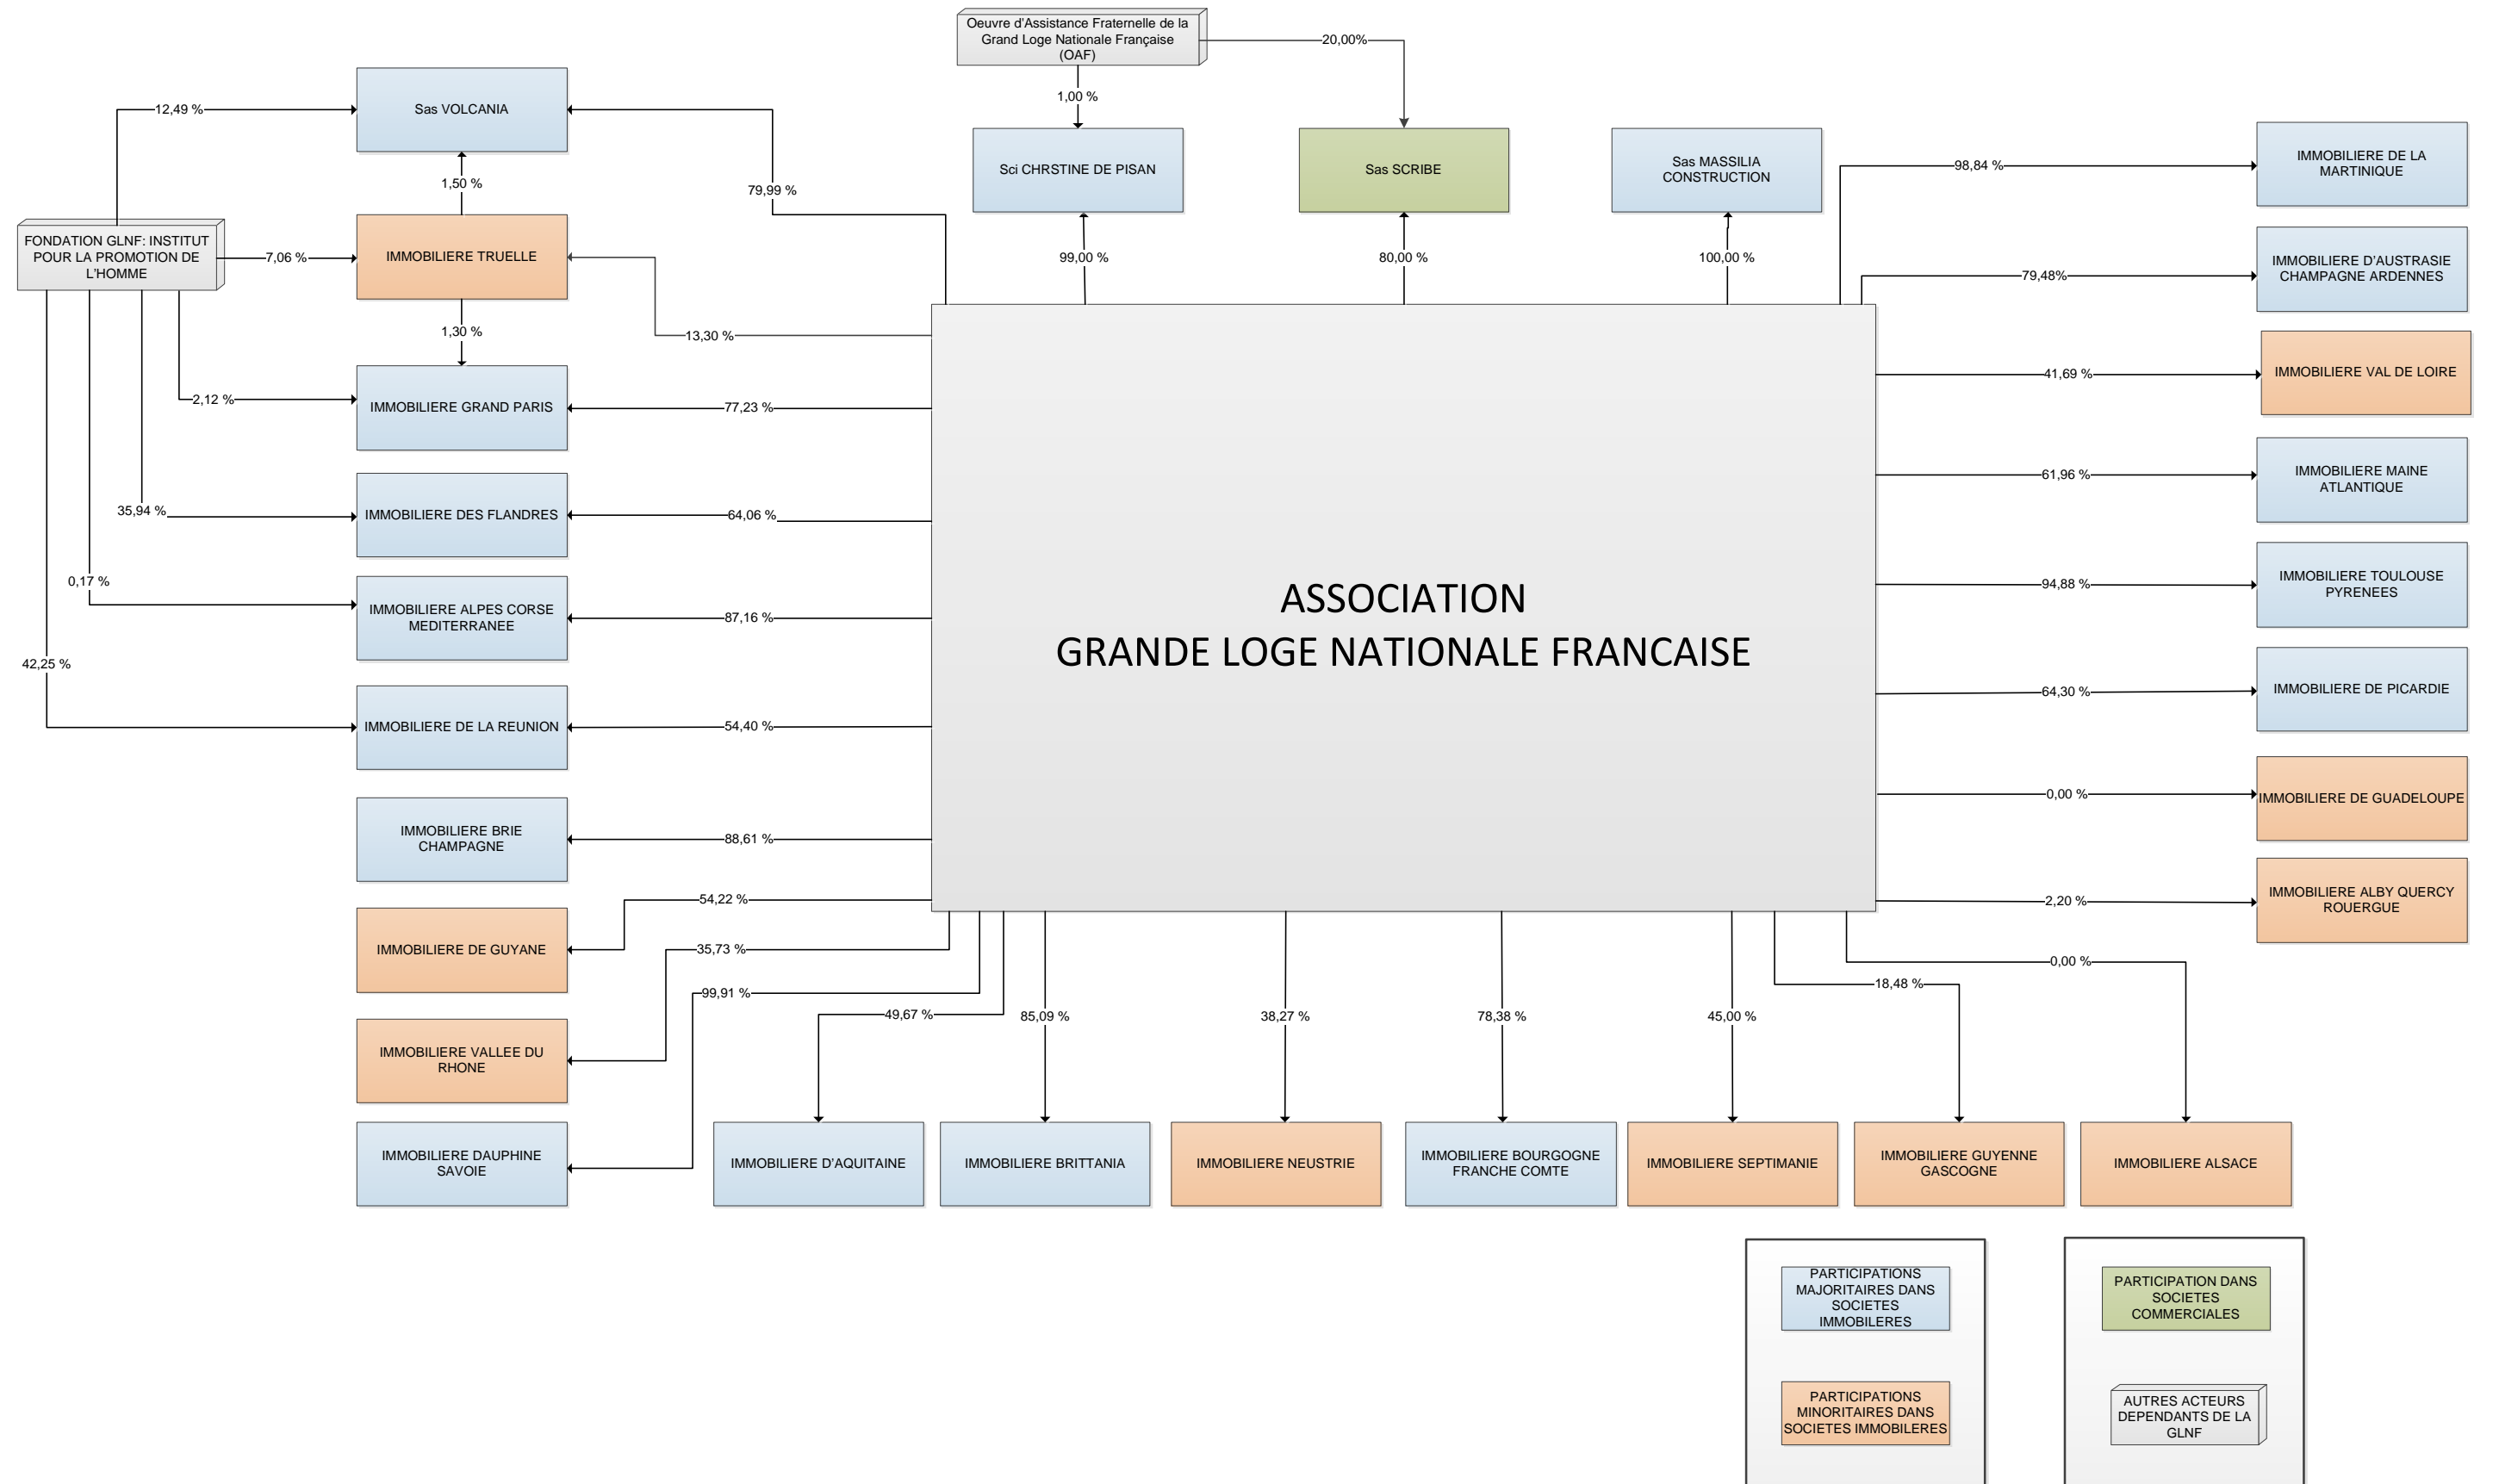 Oeuvre d'Assistance Fraternelle de la
Grand Loge Nationale Française
(OAF)
20,00%
1,00 %
12,49 %
Sas VOLCANIA
1,50 %
79,99 %
Sci CHRSTINE DE PISAN
Sas SCRIBE
Sas MASSILIA
CONSTRUCTION
98,84 %
IMMOBILIERE DE LA
MARTINIQUE
FONDATION GLNF: INSTITUT
POUR LA PROMOTION DE
L'HOMME
7,06 %
IMMOBILIERE TRUELLE
99,00 %
80,00 %
100,00 %
79,48%
IMMOBILIERE D'AUSTRASIE
CHAMPAGNE ARDENNES
1,30 %
13,30 %
41,69 %
IMMOBILIERE VAL DE LOIRE
2,12 %
IMMOBILIERE GRAND PARIS
77,23 %
61,96 %
IMMOBILIERE MAINE
ATLANTIQUE
35,94 %
IMMOBILIERE DES FLANDRES
64,06 %
0,17 %
IMMOBILIERE ALPES CORSE
MEDITERRANEE
87,16 %
ASSOCIATION
GRANDE LOGE NATIONALE FRANCAISE
94,88 %
IMMOBILIERE TOULOUSE
PYRENEES
42,25 %
IMMOBILIERE DE LA REUNION
54,40 %
64,30 %
IMMOBILIERE DE PICARDIE
IMMOBILIERE BRIE
CHAMPAGNE
88,61 %
0,00 %
IMMOBILIERE DE GUADELOUPE
54,22 %
2,20 %
IMMOBILIERE ALBY QUERCY
ROUERGUE
IMMOBILIERE DE GUYANE
35,73 %
0,00 %
99,91 %
18,48 %
49,67 %
85,09 %
38,27 %
78,38 %
45,00 %
IMMOBILIERE VALLEE DU
RHONE
IMMOBILIERE DAUPHINE
SAVOIE
IMMOBILIERE D'AQUITAINE
IMMOBILIERE BRITTANIA
IMMOBILIERE NEUSTRIE
IMMOBILIERE BOURGOGNE
FRANCHE COMTE
IMMOBILIERE SEPTIMANIE
IMMOBILIERE GUYENNE
GASCOGNE
IMMOBILIERE ALSACE
PARTICIPATIONS
MAJORITAIRES DANS
SOCIETES
IMMOBILERES
PARTICIPATION DANS
SOCIETES
COMMERCIALES
PARTICIPATIONS
MINORITAIRES DANS
SOCIETES IMMOBILERES
AUTRES ACTEURS
DEPENDANTS DE LA
GLNF